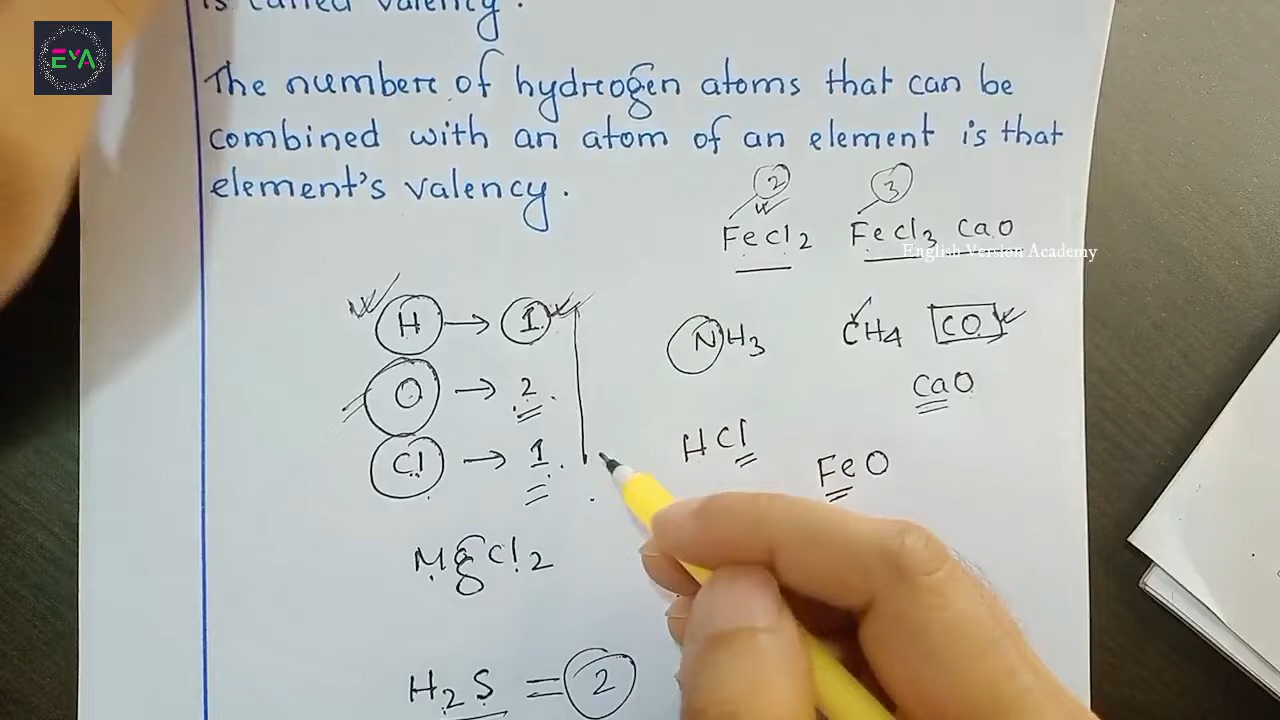 is called valency.
EVA
The number of hydrogen atoms that can be
combined with an atom of an element is that
element's valency.
2 3
FeCl2 FeCl3 CaO
English Version Academy
H → 1
NH3 CH4 CO
O → 2
CaO
Cl → 1
HCl FeO
MgCl2
H2S = 2